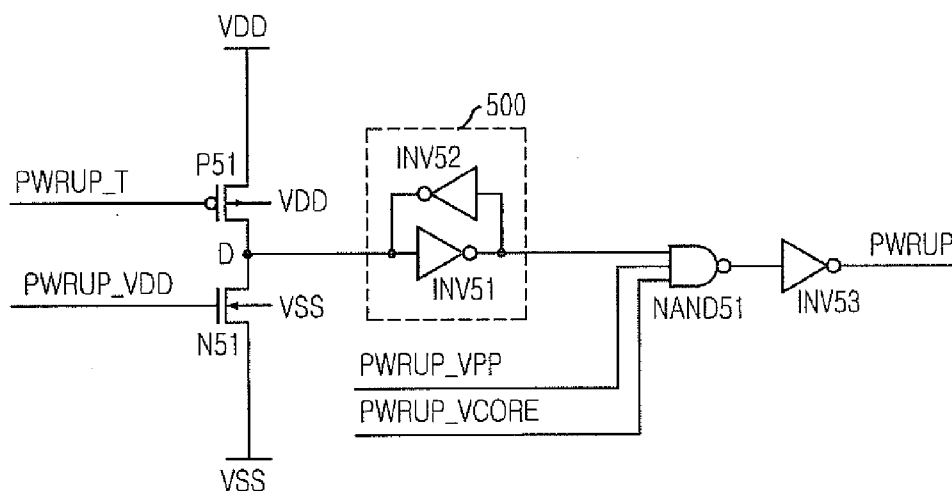 VDD
500
P51
INV52
PWRUP_T
VDD
D
PWRUP
PWRUP_VDD
INV51
NAND51
INV53
VSS
N51
PWRUP_VPP
PWRUP_VCORE
VSS